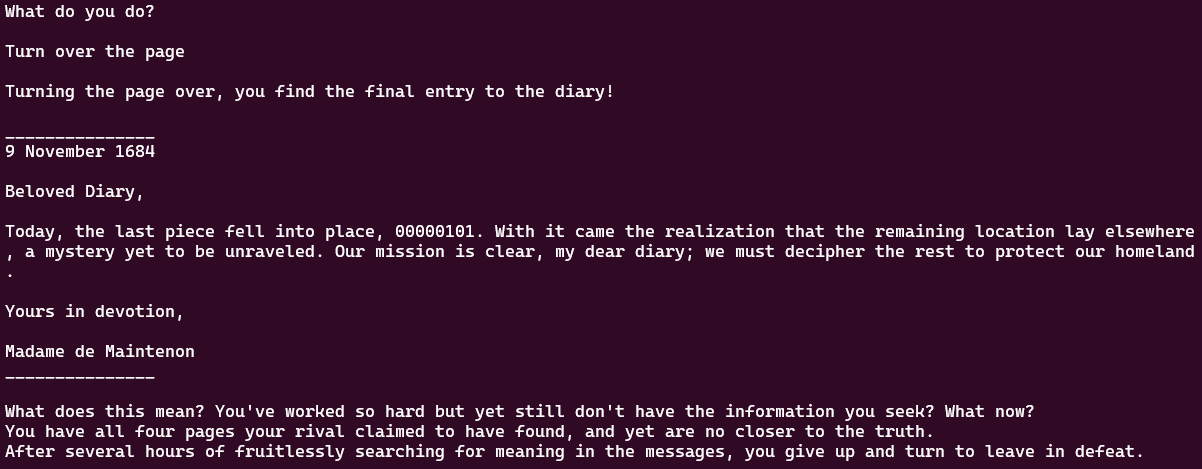 What do you do?
Turn over the page
Turning the page over, you find the final entry to the diary!
_______________
9 November 1684
Beloved Diary,
Today, the last piece fell into place, 00000101. With it came the realization that the remaining location lay elsewhere
, a mystery yet to be unraveled. Our mission is clear, my dear diary; we must decipher the rest to protect our homeland
.
Yours in devotion,
Madame de Maintenon
_______________
What does this mean? You've worked so hard but yet still don't have the information you seek? What now?
You have all four pages your rival claimed to have found, and yet are no closer to the truth.
After several hours of fruitlessly searching for meaning in the messages, you give up and turn to leave in defeat.